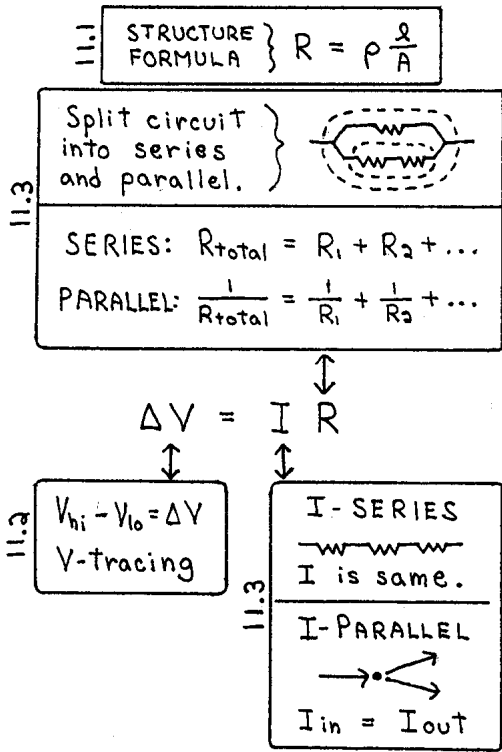 11.1
STRUCTURE
FORMULA } R = ρ l/A
11.3
Split circuit
into series
and parallel.
SERIES: Rtotal = R1 + R2 + ...
PARALLEL: 1/Rtotal = 1/R1 + 1/R2 + ...
ΔV = I R
11.2
Vhi - Vlo = ΔV
V-tracing
11.3
I-SERIES
I is same.
I-PARALLEL
Iin = Iout